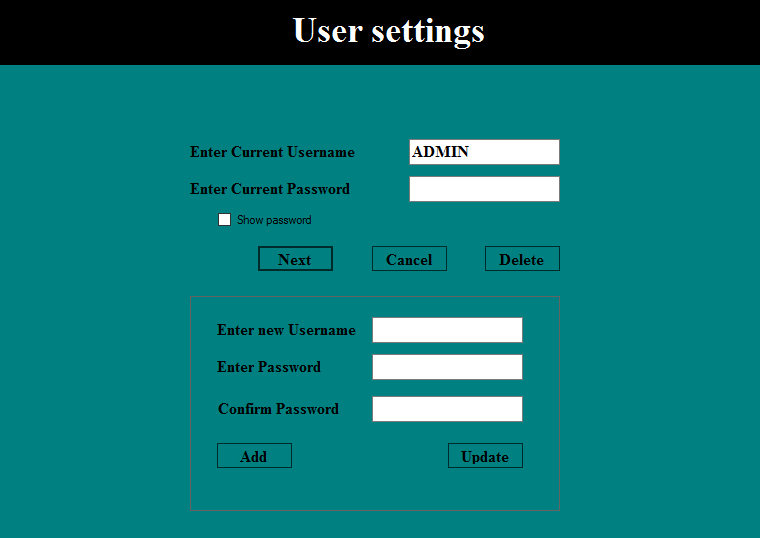 User settings
Enter Current Username ADMIN
Enter Current Password
Show password
Next Cancel Delete
Enter new Username
Enter Password
Confirm Password
Add Update